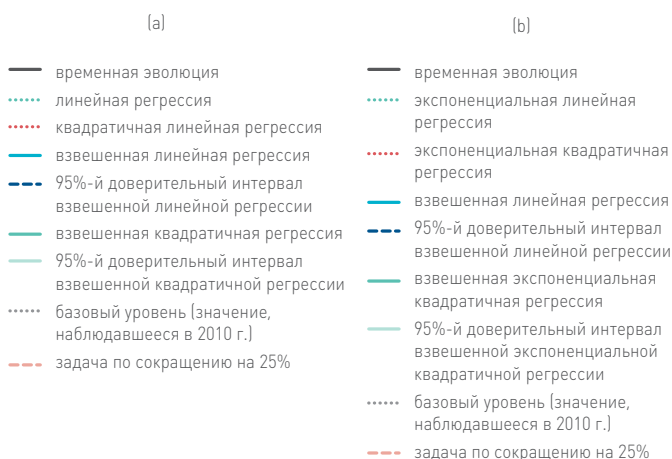 (a)
временная эволюция
линейная регрессия
квадратичная линейная регрессия
взвешенная линейная регрессия
95%-й доверительный интервал
взвешенной линейной регрессии
взвешенная квадратичная регрессия
95%-й доверительный интервал
взвешенной квадратичной регрессии
базовый уровень (значение,
наблюдавшееся в 2010 г.)
задача по сокращению на 25%
(b)
временная эволюция
экспоненциальная линейная
регрессия
экспоненциальная квадратичная
регрессия
взвешенная линейная регрессия
95%-й доверительный интервал
взвешенной линейной регрессии
взвешенная экспоненциальная
квадратичная регрессия
95%-й доверительный интервал
взвешенной экспоненциальной
квадратичной регрессии
базовый уровень (значение,
наблюдавшееся в 2010 г.)
задача по сокращению на 25%